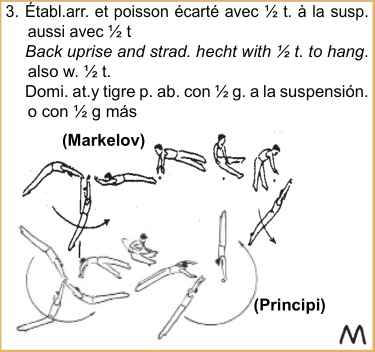 3. Établ.arr. et poisson écarté avec ½ t. à la susp.
aussi avec ½ t
Back uprise and strad. hecht with ½ t. to hang.
also w. ½ t.
Domi. at.y tigre p. ab. con ½ g. a la suspensión.
o con ½ g más
(Markelov)
(Principi)
M